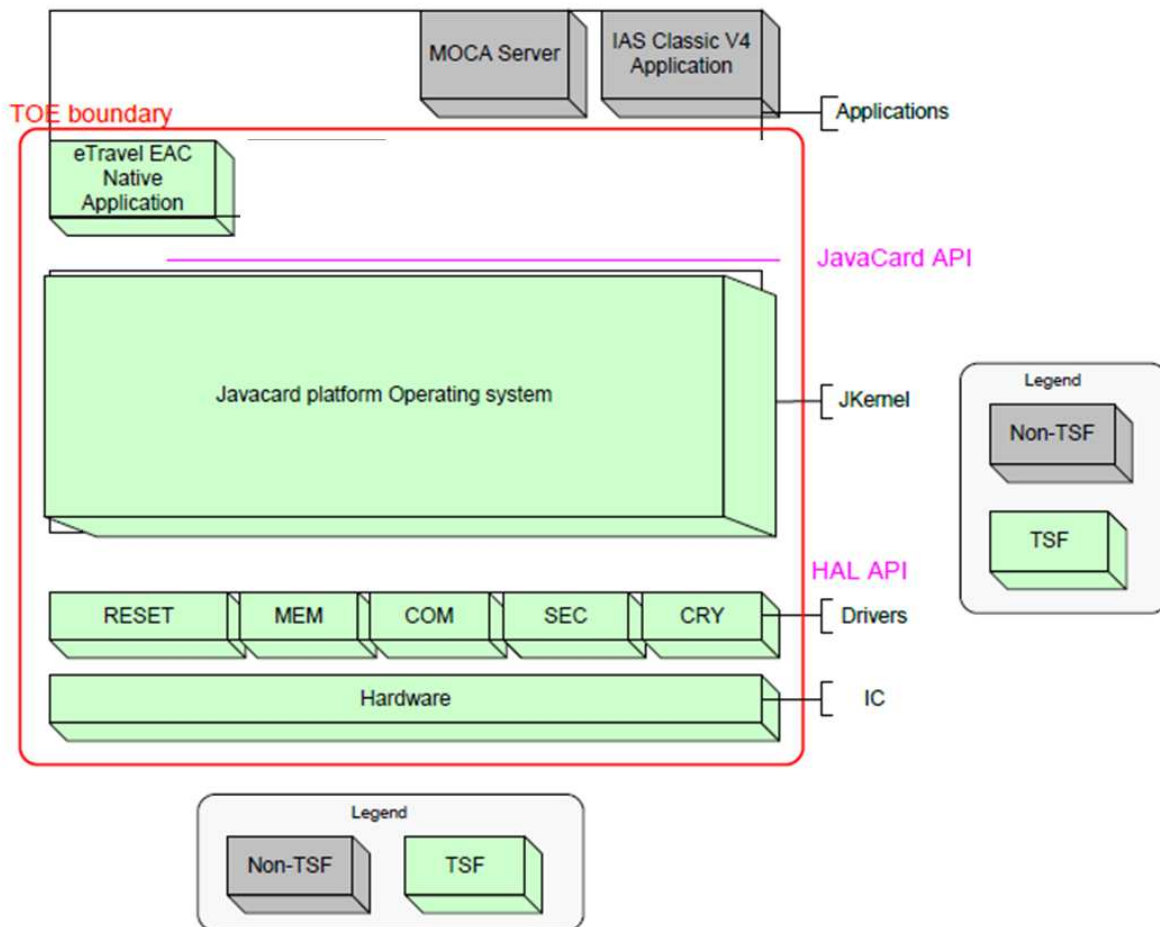 MOCA Server
IAS Classic V4
Application
TOE boundary
Applications
eTravel EAC
Native
Application
JavaCard API
Javacard platform Operating system
JKernel
Legend
Non-TSF
TSF
HAL API
RESET
MEM
COM
SEC
CRY
Drivers
Hardware
IC
Legend
Non-TSF
TSF